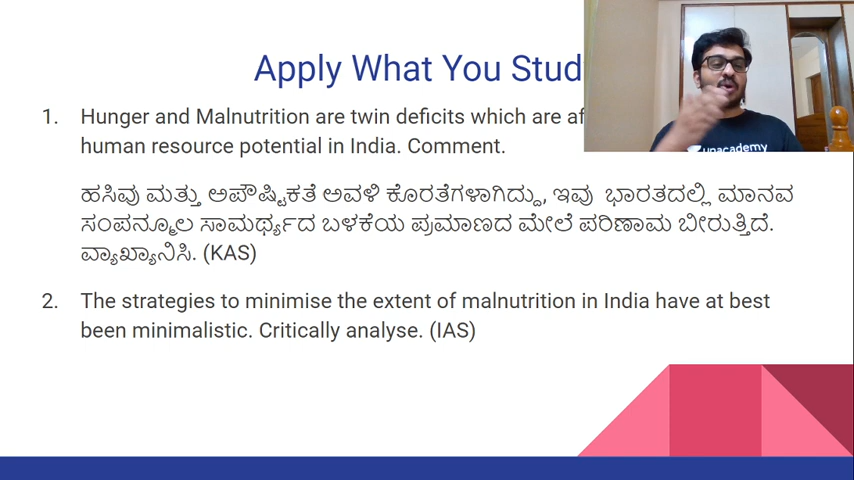 Apply What You Stud
1. Hunger and Malnutrition are twin deficits which are af
human resource potential in India. Comment.
ಹಸಿವು ಮತ್ತು ಅಪೌಷ್ಟಿಕತೆ ಅವಳಿ ಕೊರತೆಗಳಾಗಿದ್ದು, ಇವು ಭಾರತದಲ್ಲಿ ಮಾನವ
ಸಂಪನ್ಮೂಲ ಸಾಮರ್ಥ್ಯದ ಬಳಕೆಯ ಪ್ರಮಾಣದ ಮೇಲೆ ಪರಿಣಾಮ ಬೀರುತ್ತಿದೆ.
ವ್ಯಾಖ್ಯಾನಿಸಿ. (KAS)
2. The strategies to minimise the extent of malnutrition in India have at best
been minimalistic. Critically analyse. (IAS)
unacademy